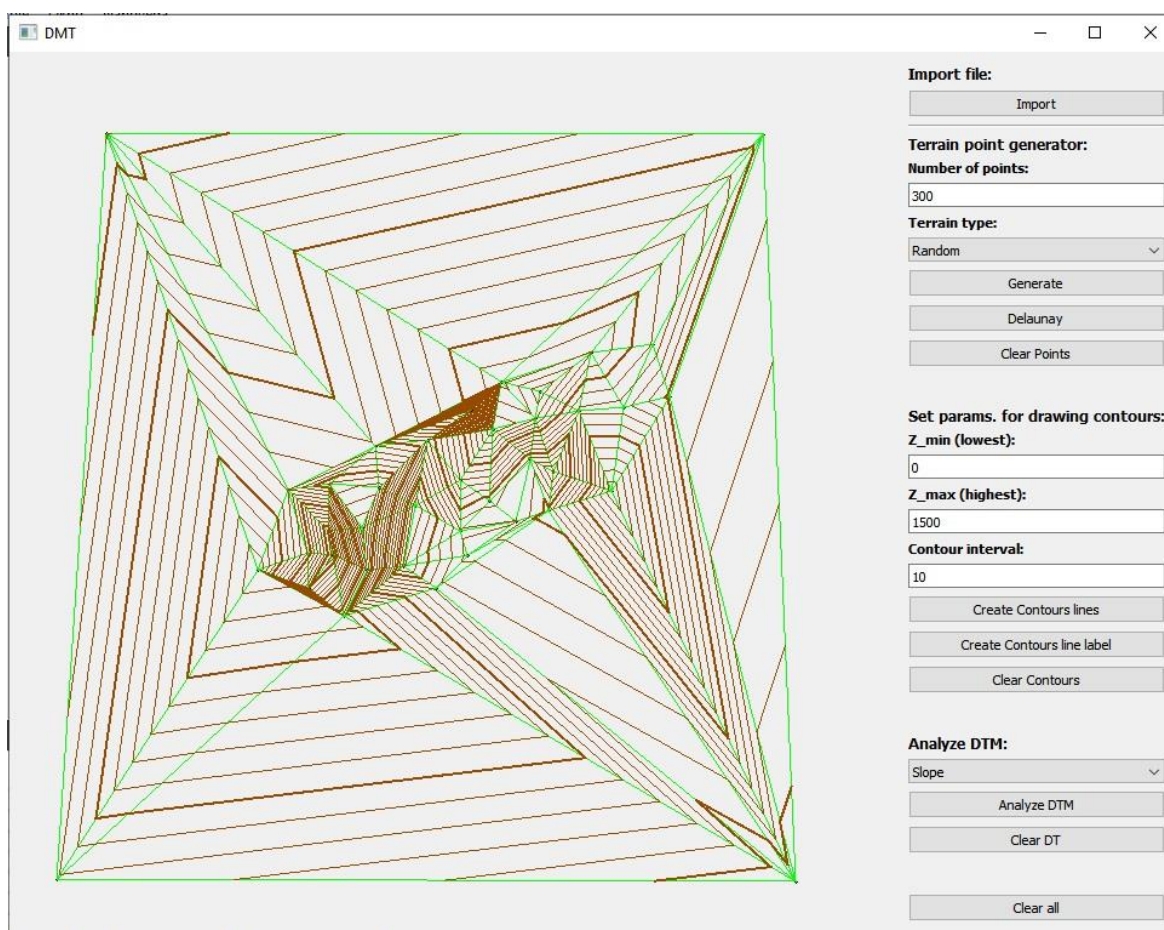 DMT
Import file:
Import
Terrain point generator:
Number of points:
300
Terrain type:
Random
Generate
Delaunay
Clear Points
Set params. for drawing contours:
Z_min (lowest):
0
Z_max (highest):
1500
Contour interval:
10
Create Contours lines
Create Contours line label
Clear Contours
Analyze DTM:
Slope
Analyze DTM
Clear DT
Clear all